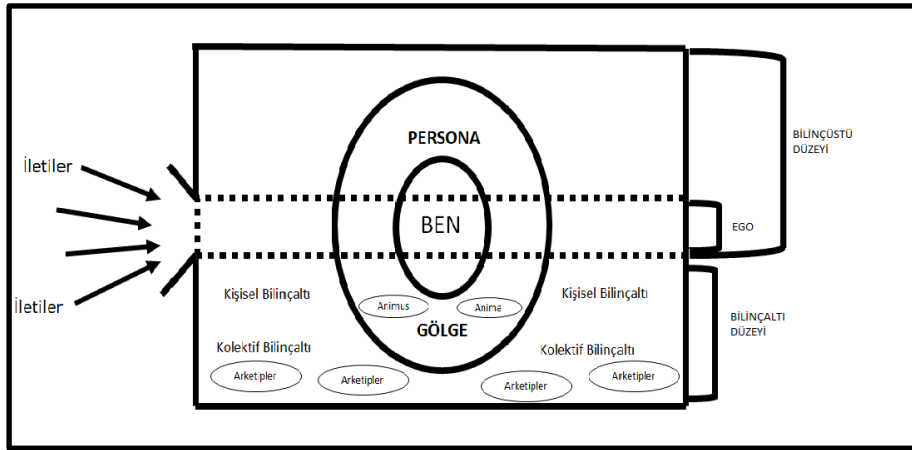 BİLİNÇÜSTÜ
DÜZEYİ
PERSONA
İletiler
BEN
EGO
İletiler
Kişisel Bilinçaltı
Kişisel Bilinçaltı
Animus
Anima
GÖLGE
BİLİNÇALTI
DÜZEYİ
Kolektif Bilinçaltı
Kolektif Bilinçaltı
Arketipler
Arketipler
Arketipler
Arketipler